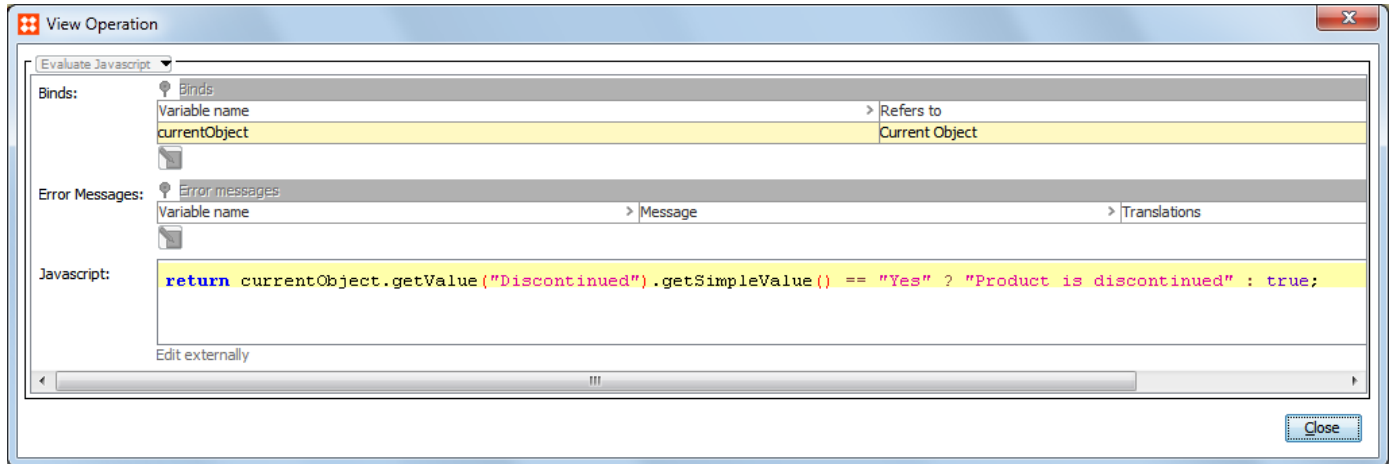 View Operation
Evaluate Javascript
Binds:
Binds
Variable name > Refers to
currentObject Current Object
Error Messages:
Error messages
Variable name > Message > Translations
Javascript:
return currentObject.getValue("Discontinued").getSimpleValue() == "Yes" ? "Product is discontinued" : true;
Edit externally
Close